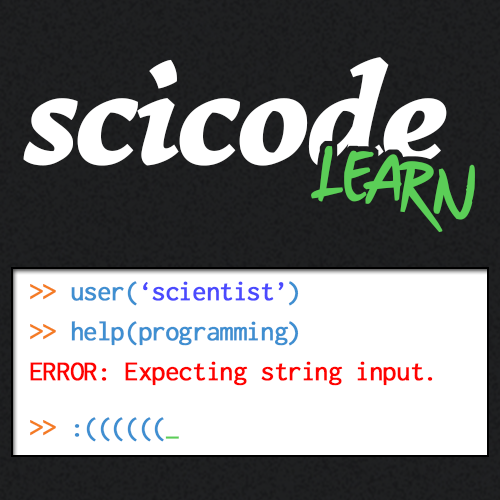 scicode
LEARN
>> user(‘scientist’)
>> help(programming)
ERROR: Expecting string input.
>> :((((((_